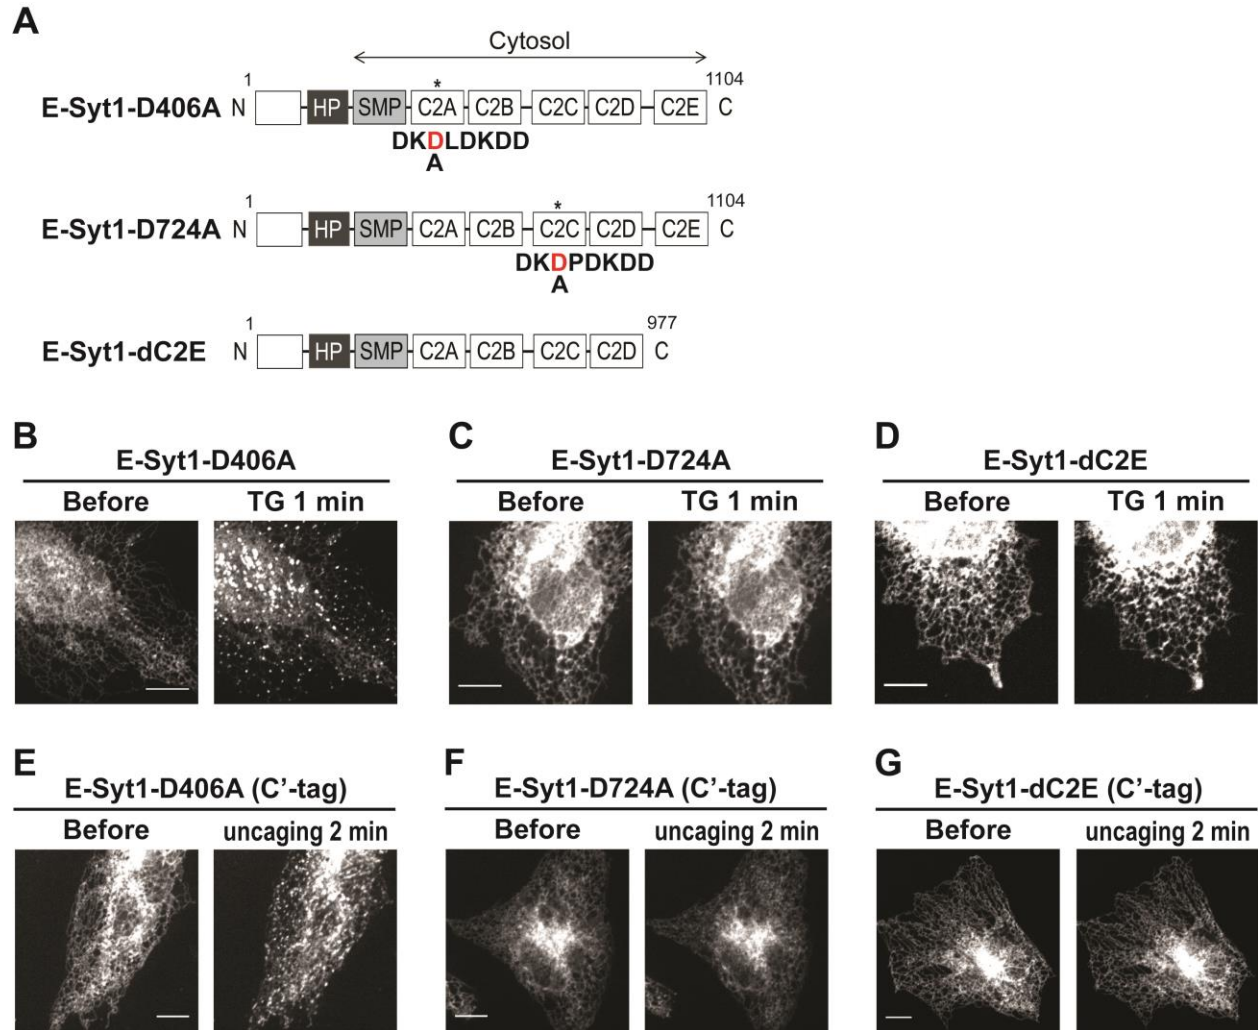 A
Cytosol
E-Syt1-D406A N 1 HP SMP C2A * C2B C2C C2D C2E 1104 C
DKDLDKDD
A
E-Syt1-D724A N 1 HP SMP C2A C2B C2C * C2D C2E 1104 C
DKDPDKDD
A
E-Syt1-dC2E N 1 HP SMP C2A C2B C2C C2D 977 C
B
E-Syt1-D406A
Before TG 1 min
C
E-Syt1-D724A
Before TG 1 min
D
E-Syt1-dC2E
Before TG 1 min
E
E-Syt1-D406A (C’-tag)
Before uncaging 2 min
F
E-Syt1-D724A (C’-tag)
Before uncaging 2 min
G
E-Syt1-dC2E (C’-tag)
Before uncaging 2 min